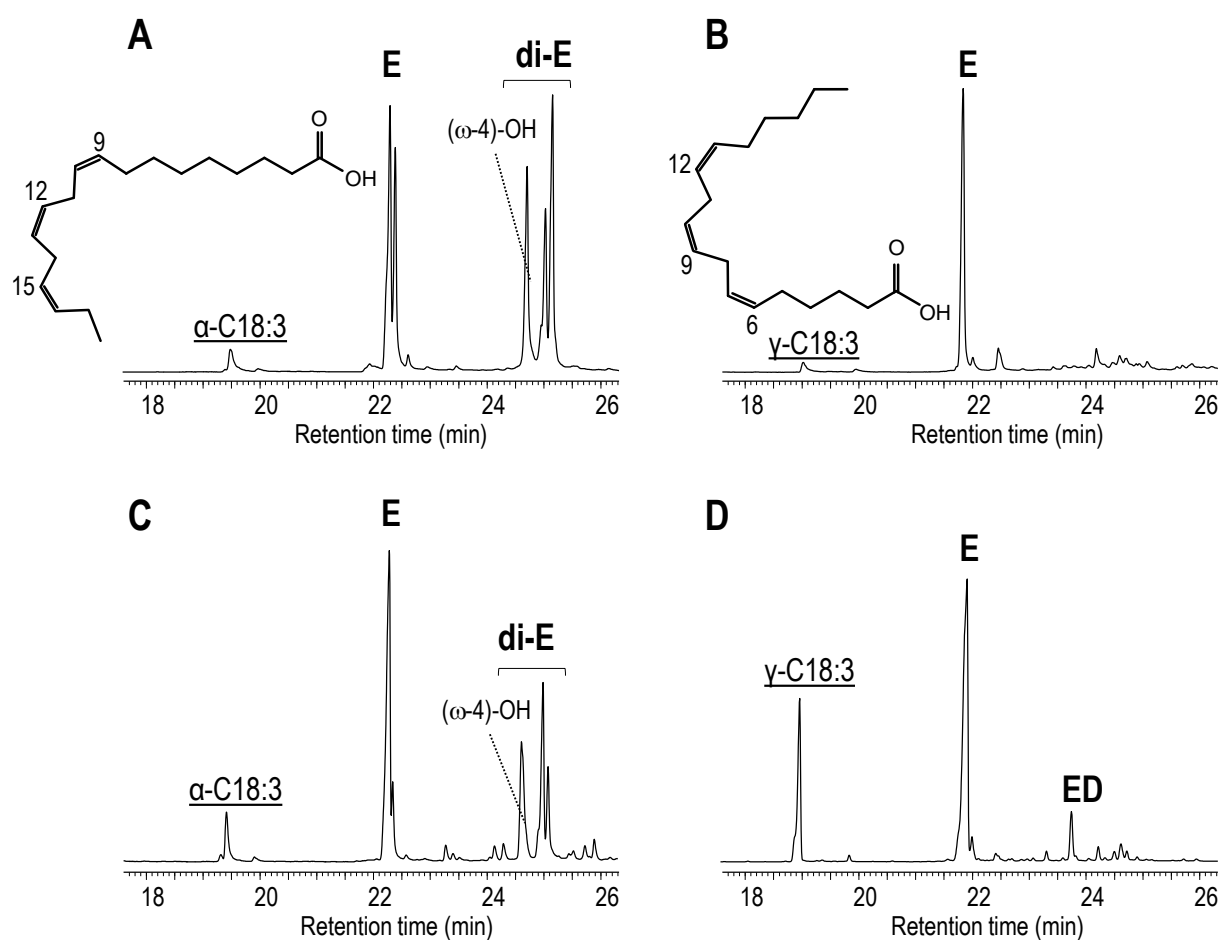 A
B
E
di-E
E
(ω-4)-OH
O
OH
9
12
15
α-C18:3
12
9
6
O
OH
γ-C18:3
18 20 22 24 26
Retention time (min)
18 20 22 24 26
Retention time (min)
C
D
E
di-E
(ω-4)-OH
α-C18:3
E
γ-C18:3
ED
18 20 22 24 26
Retention time (min)
18 20 22 24 26
Retention time (min)